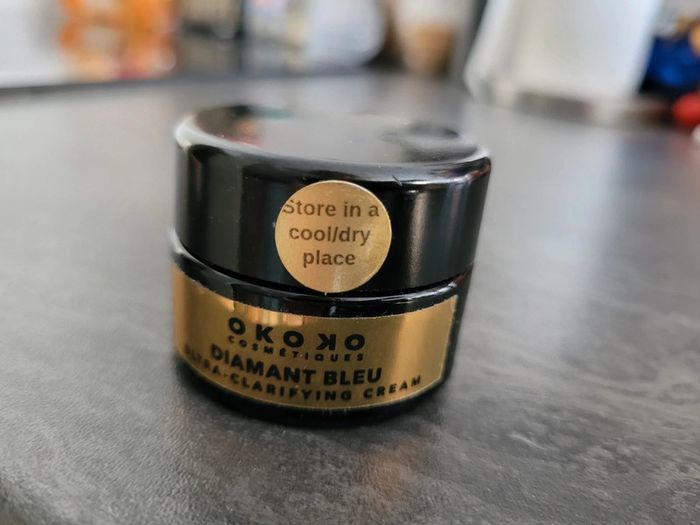 Store in a
cool/dry
place
OKOKO
COSMÉTIQUES
DIAMANT BLEU
ULTRA-CLARIFYING CREAM